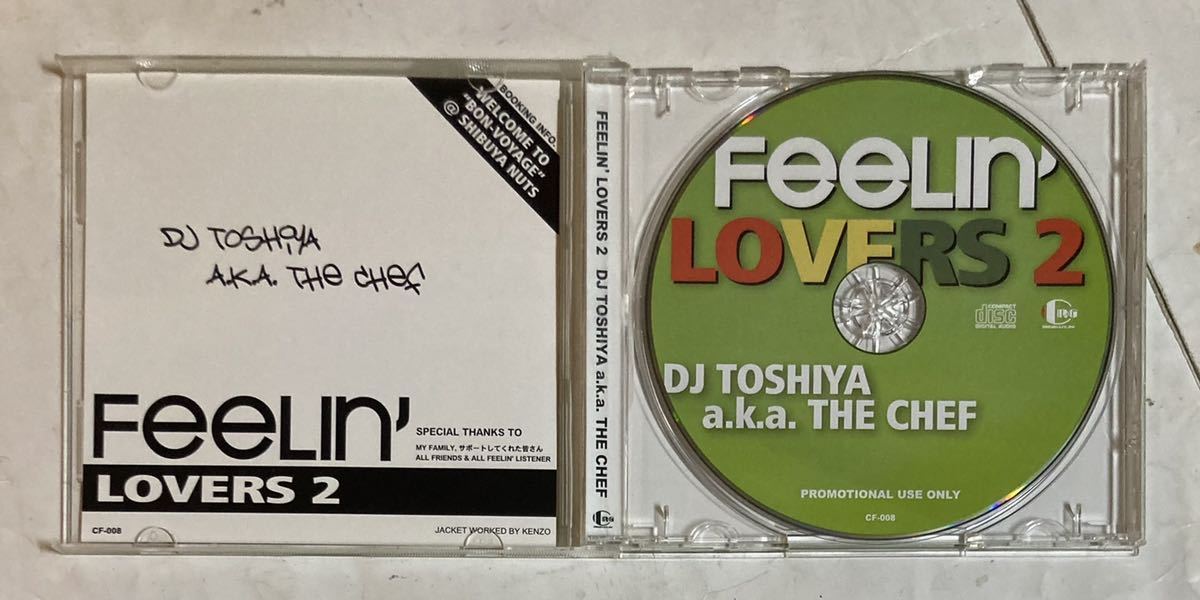 BOOKING INFO.
WELCOME TO
"BON-VOYAGE"
@ SHIBUYA NUTS
DJ TOSHIYA
A.K.A. THE CHEF
FEELIN'
LOVERS 2
SPECIAL THANKS TO
MY FAMILY, サポートしてくれた皆さん
ALL FRIENDS & ALL FEELIN' LISTENER
CF-008
JACKET WORKED BY KENZO
FEELIN' LOVERS 2 DJ TOSHIYA a.k.a. THE CHEF
FEELIN'
LOVERS 2
COMPACT
disc
DIGITAL AUDIO
DJ TOSHIYA
a.k.a. THE CHEF
PROMOTIONAL USE ONLY
CF-008